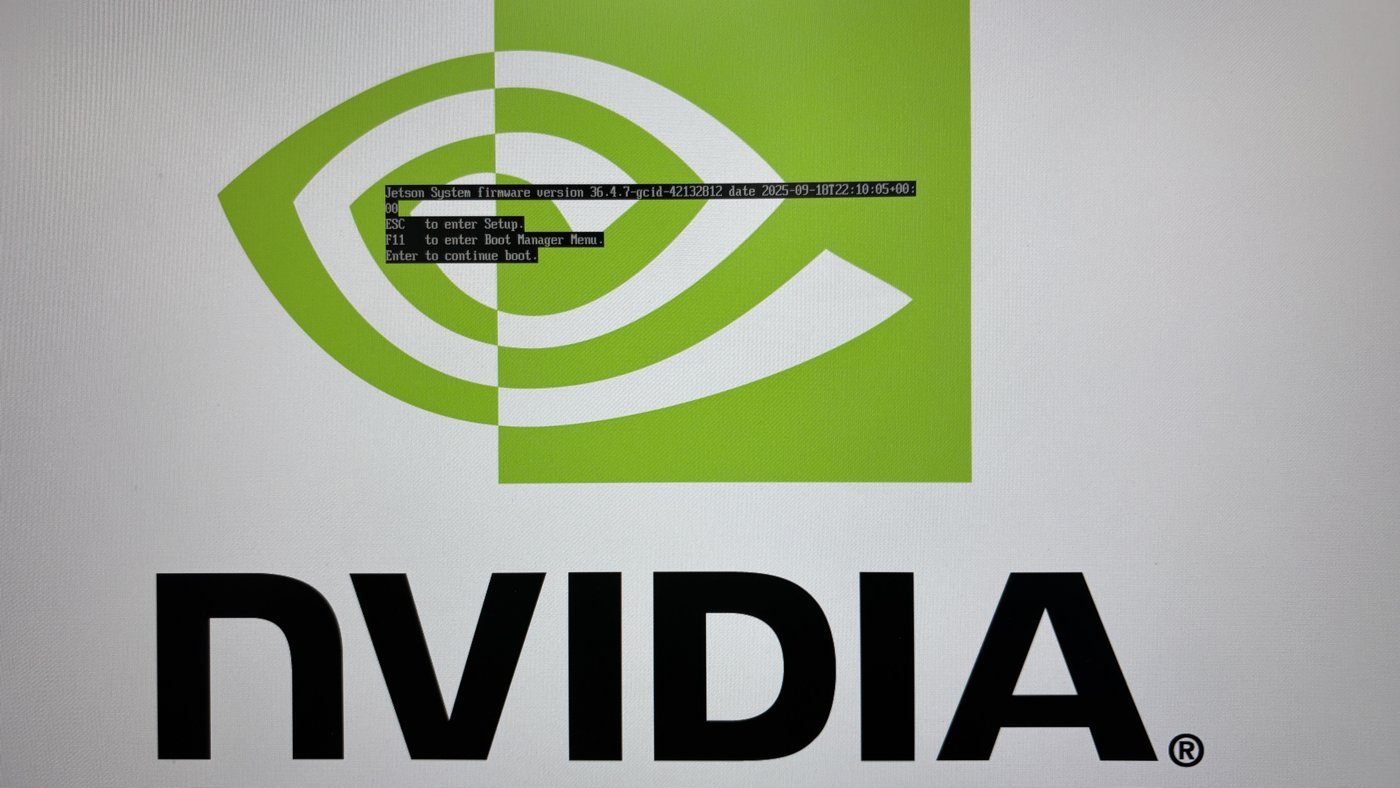 Jetson System firmware version 36.4.7-gcid-42132812 date 2025-09-18T22:10:05+00:
00
ESC   to enter Setup.
F11   to enter Boot Manager Menu.
Enter to continue boot.
nVIDIA®